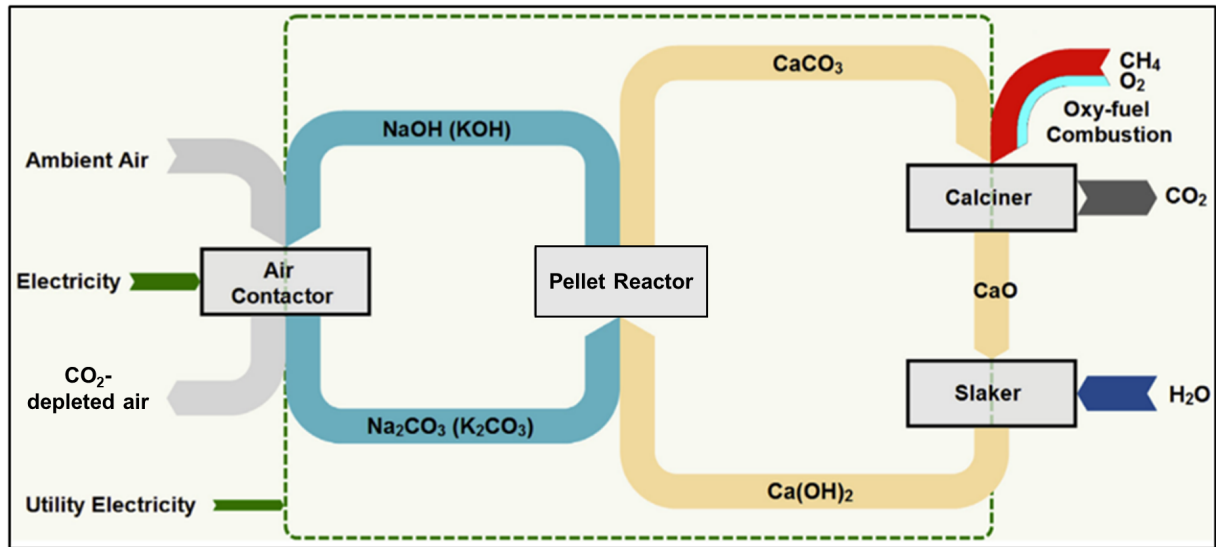 CaCO₃
CH₄
O₂
Oxy-fuel
Combustion
NaOH (KOH)
Ambient Air
Calciner
CO₂
Electricity
Air
Contactor
Pellet Reactor
CaO
CO₂-
depleted air
Slaker
H₂O
Na₂CO₃ (K₂CO₃)
Ca(OH)₂
Utility Electricity